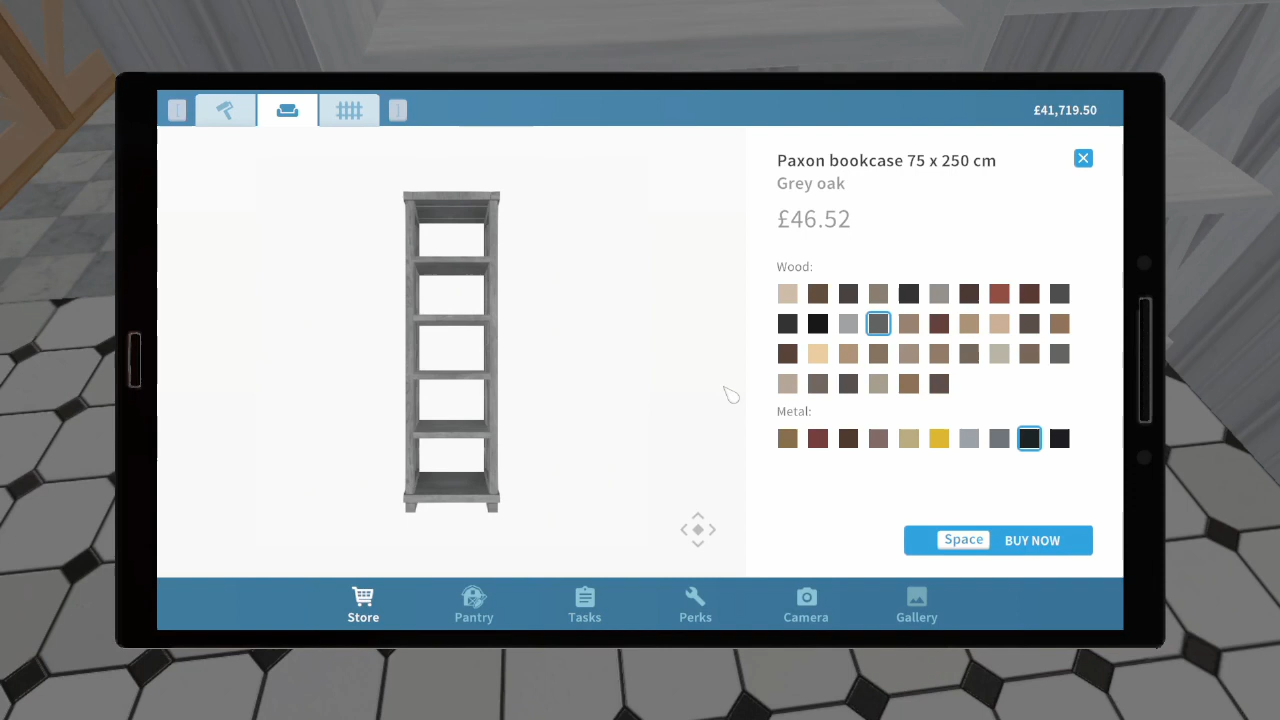 £41,719.50
Paxon bookcase 75 x 250 cm
Grey oak
£46.52
Wood:
Metal:
Space BUY NOW
Store Pantry Tasks Perks Camera Gallery